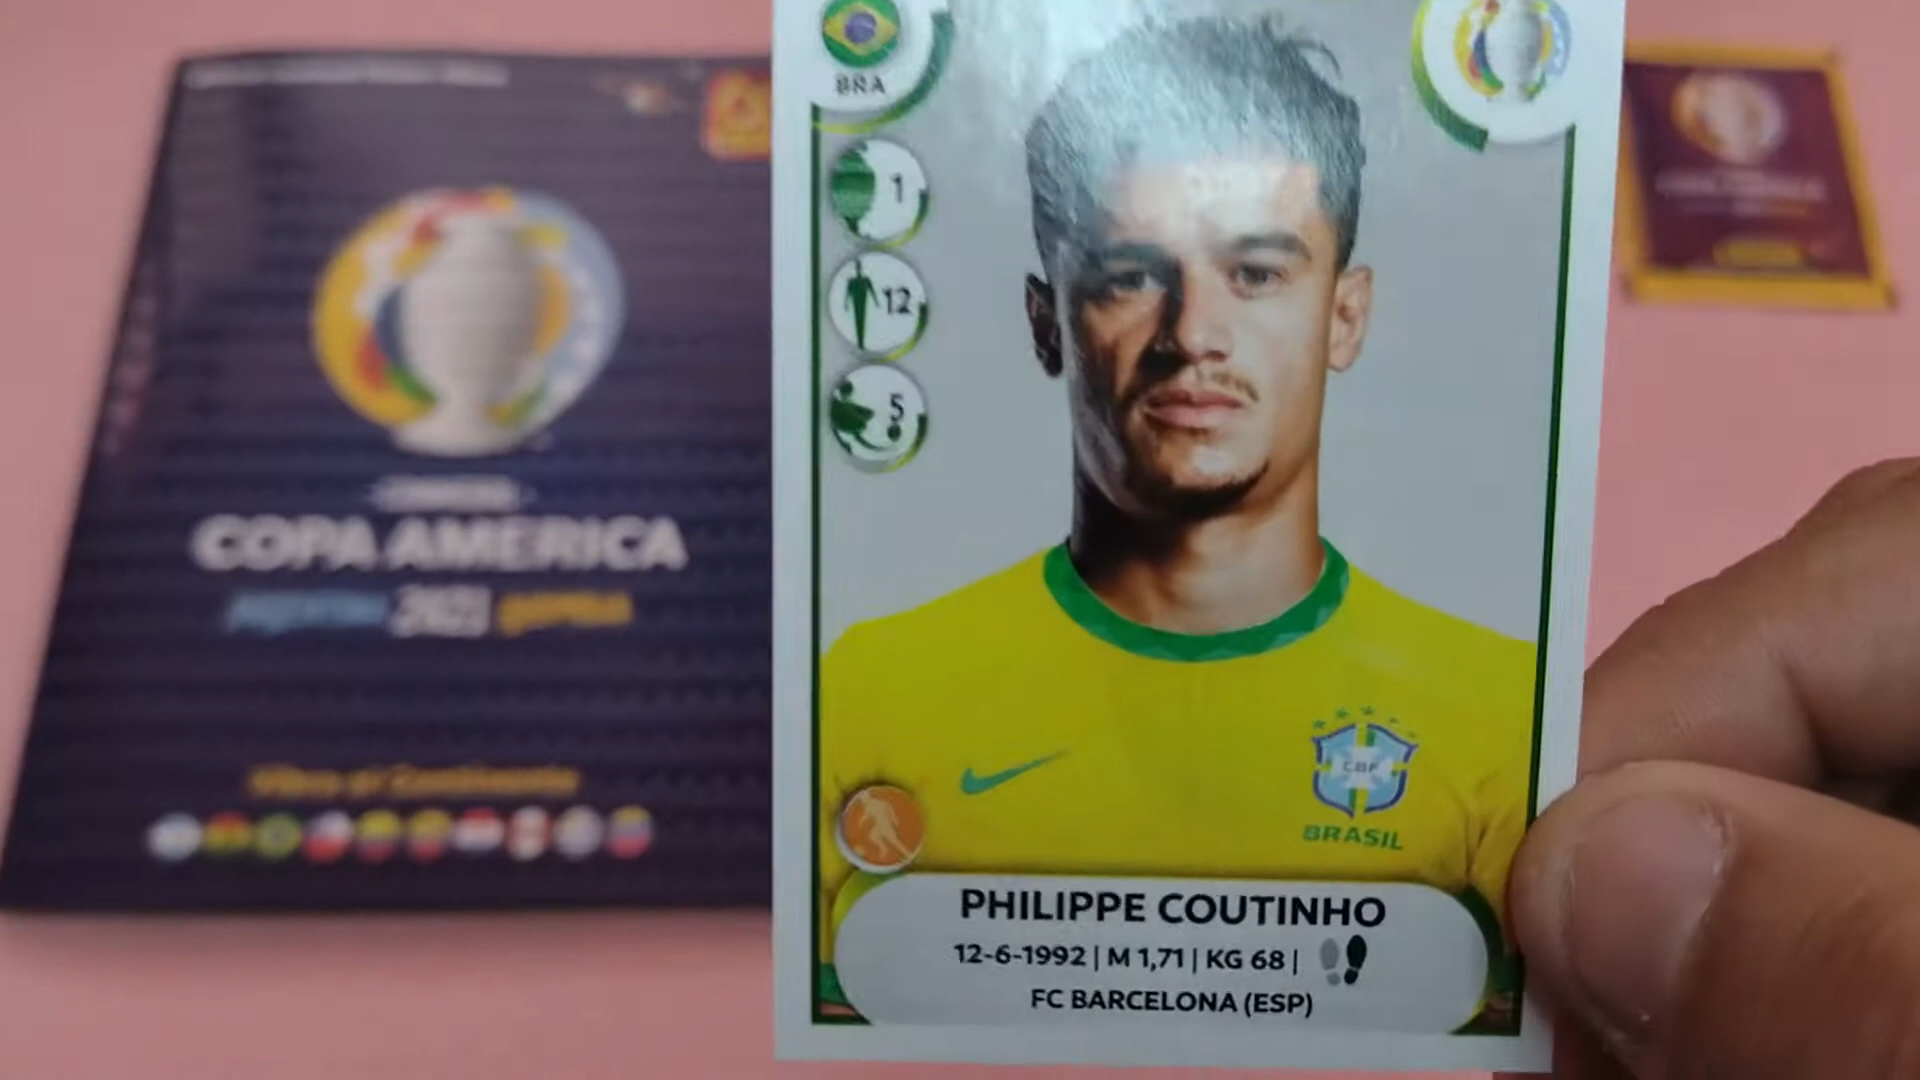 BRA
1
12
5
CBF
BRASIL
PHILIPPE COUTINHO
12-6-1992 | M 1,71 | KG 68 |
FC BARCELONA (ESP)
COPA AMERICA
2021